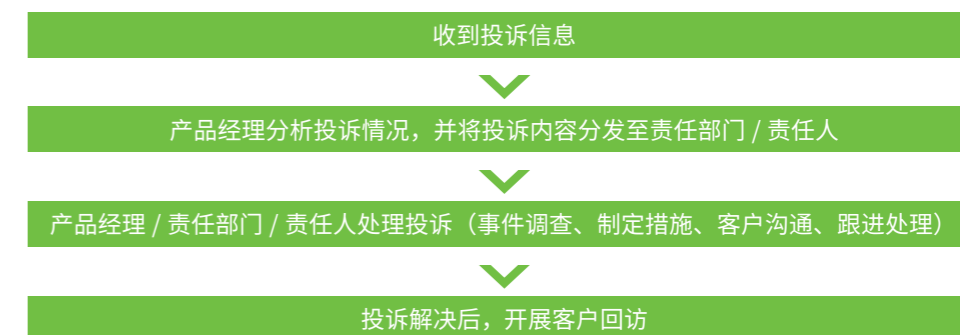 收到投诉信息
产品经理分析投诉情况，并将投诉内容分发至责任部门 / 责任人
产品经理 / 责任部门 / 责任人处理投诉（事件调查、制定措施、客户沟通、跟进处理）
投诉解决后，开展客户回访